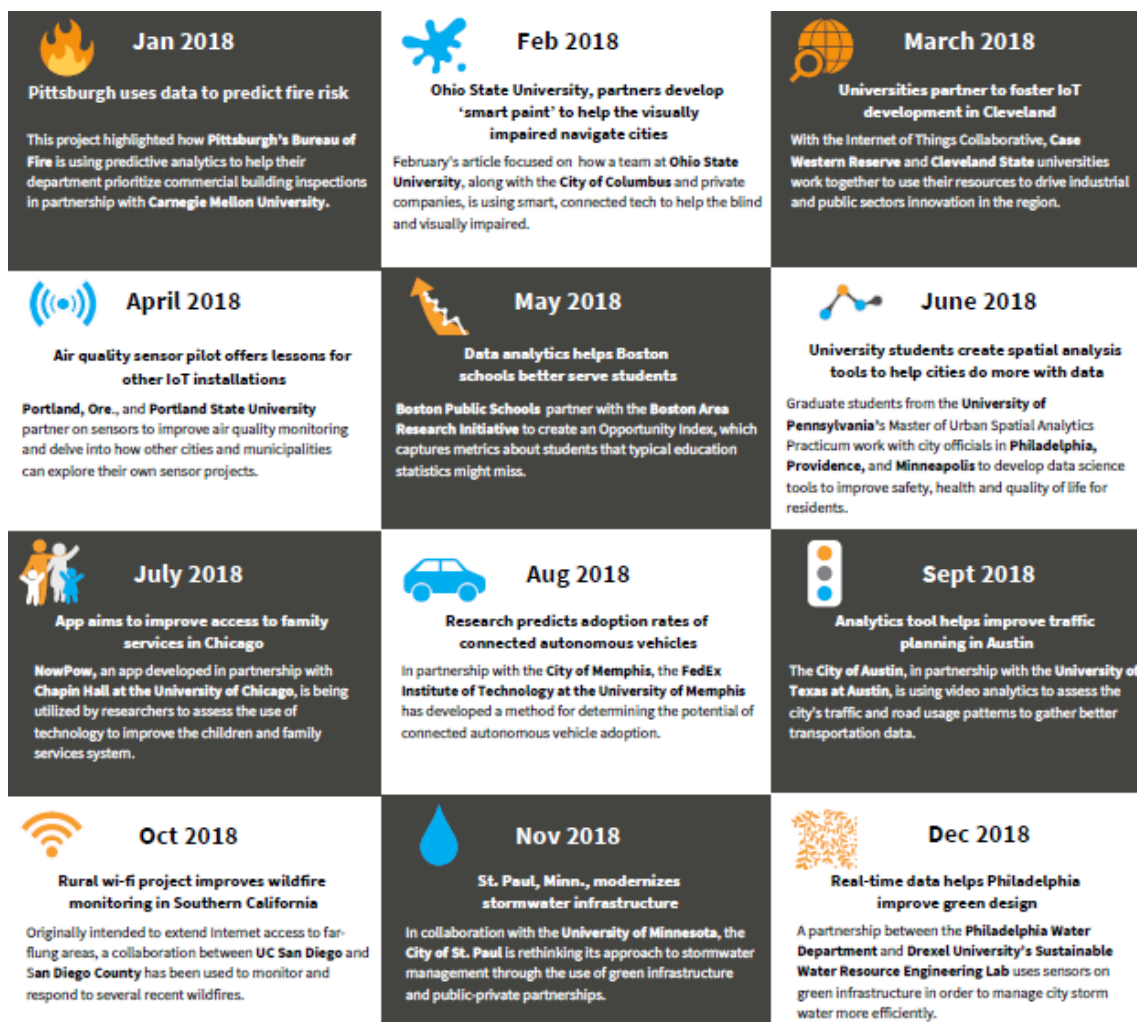 Jan 2018
Pittsburgh uses data to predict fire risk
This project highlighted how Pittsburgh's Bureau of
Fire is using predictive analytics to help their
department prioritize commercial building inspections
in partnership with Carnegie Mellon University.
Feb 2018
Ohio State University, partners develop
‘smart paint’ to help the visually
impaired navigate cities
February's article focused on how a team at Ohio State
University, along with the City of Columbus and private
companies, is using smart, connected tech to help the blind
and visually impaired.
March 2018
Universities partner to foster IoT
development in Cleveland
With the Internet of Things Collaborative, Case
Western Reserve and Cleveland State universities
work together to use their resources to drive industrial
and public sectors innovation in the region.
April 2018
Air quality sensor pilot offers lessons for
other IoT installations
Portland, Ore., and Portland State University
partner on sensors to improve air quality monitoring
and delve into how other cities and municipalities
can explore their own sensor projects.
May 2018
Data analytics helps Boston
schools better serve students
Boston Public Schools partner with the Boston Area
Research Initiative to create an Opportunity Index, which
captures metrics about students that typical education
statistics might miss.
June 2018
University students create spatial analysis
tools to help cities do more with data
Graduate students from the University of
Pennsylvania's Master of Urban Spatial Analytics
Practicum work with city officials in Philadelphia,
Providence, and Minneapolis to develop data science
tools to improve safety, health and quality of life for
residents.
July 2018
App aims to improve access to family
services in Chicago
NowPow, an app developed in partnership with
Chapin Hall at the University of Chicago, is being
utilized by researchers to assess the use of
technology to improve the children and family
services system.
Aug 2018
Research predicts adoption rates of
connected autonomous vehicles
In partnership with the City of Memphis, the FedEx
Institute of Technology at the University of Memphis
has developed a method for determining the potential of
connected autonomous vehicle adoption.
Sept 2018
Analytics tool helps improve traffic
planning in Austin
The City of Austin, in partnership with the University of
Texas at Austin, is using video analytics to assess the
city's traffic and road usage patterns to gather better
transportation data.
Oct 2018
Rural wi-fi project improves wildfire
monitoring in Southern California
Originally intended to extend Internet access to far-
flung areas, a collaboration between UC San Diego and
San Diego County has been used to monitor and
respond to several recent wildfires.
Nov 2018
St. Paul, Minn., modernizes
stormwater infrastructure
In collaboration with the University of Minnesota, the
City of St. Paul is rethinking its approach to stormwater
management through the use of green infrastructure
and public-private partnerships.
Dec 2018
Real-time data helps Philadelphia
improve green design
A partnership between the Philadelphia Water
Department and Drexel University's Sustainable
Water Resource Engineering Lab uses sensors on
green infrastructure in order to manage city storm
water more efficiently.